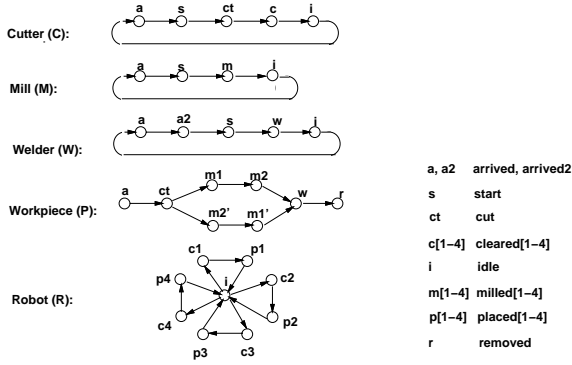 a s ct c i
Cutter (C):
a s m i
Mill (M):
a a2 s w i
Welder (W):
m1 m2
a ct w r
Workpiece (P):
m2' m1'
c1 p1
p4 i c2
Robot (R):
c4 p2
p3 c3
a, a2 arrived, arrived2
s start
ct cut
c[1−4] cleared[1−4]
i idle
m[1−4] milled[1−4]
p[1−4] placed[1−4]
r removed